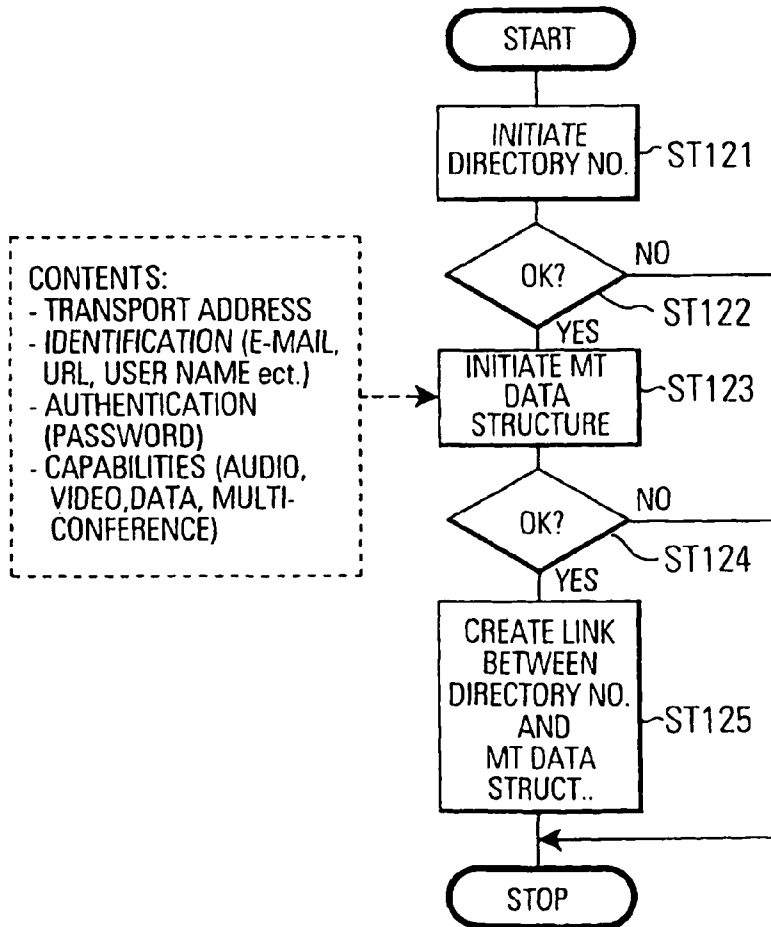 START
INITIATE
DIRECTORY NO.
ST121
OK?
NO
ST122
YES
CONTENTS:
- TRANSPORT ADDRESS
- IDENTIFICATION (E-MAIL,
URL, USER NAME ect.)
- AUTHENTICATION
(PASSWORD)
- CAPABILITIES (AUDIO,
VIDEO,DATA, MULTI-
CONFERENCE)
INITIATE MT
DATA
STRUCTURE
ST123
OK?
NO
ST124
YES
CREATE LINK
BETWEEN
DIRECTORY NO.
AND
MT DATA
STRUCT..
ST125
STOP